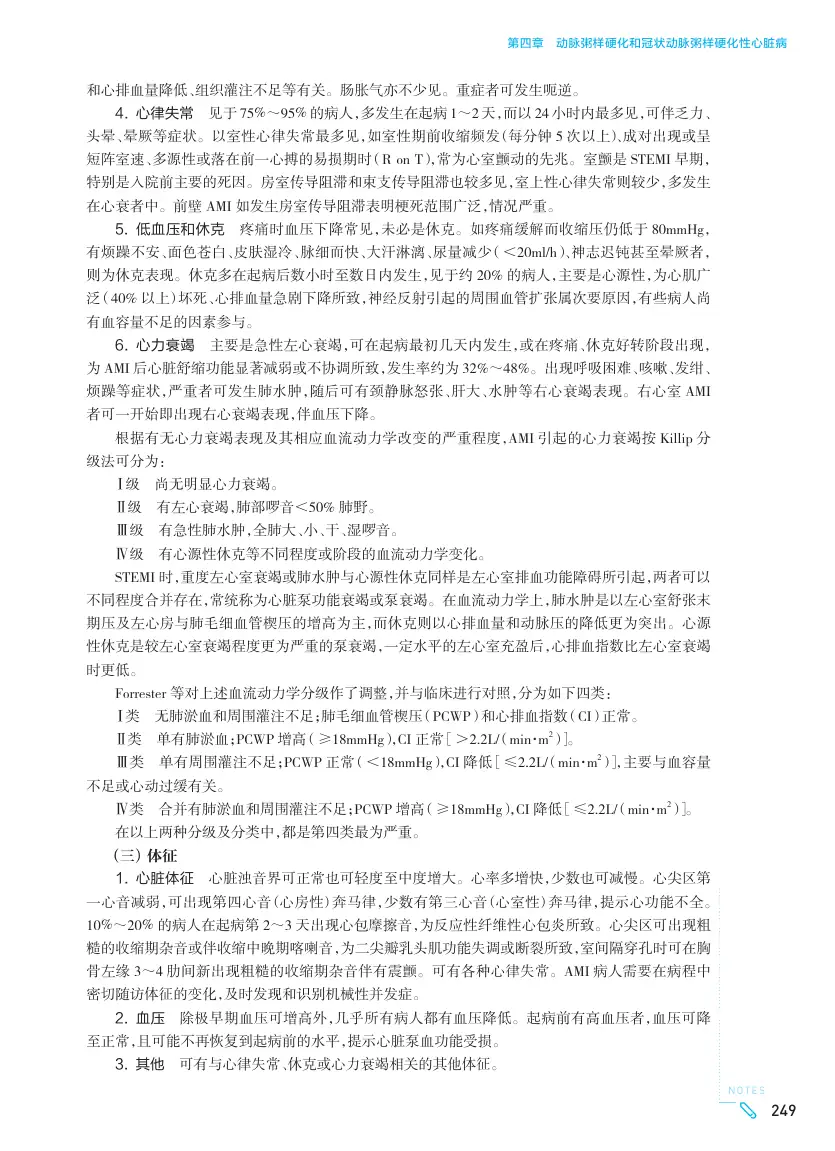 第四章 动脉粥样硬化和冠状动脉粥样硬化性心脏病
和心排血量降低、组织灌注不足等有关。肠胀气亦不少见。重症者可发生呃逆。
4. 心律失常 见于75%～95%的病人,多发生在起病1～2天,而以24小时内最多见,可伴乏力、
头晕、晕厥等症状。以室性心律失常最多见,如室性期前收缩频发(每分钟5次以上)、成对出现或呈
短阵室速、多源性或落在前一心搏的易损期时(R on T),常为心室颤动的先兆。室颤是STEMI早期,
特别是入院前主要的死因。房室传导阻滞和束支传导阻滞也较多见,室上性心律失常则较少,多发生
在心衰者中。前壁AMI如发生房室传导阻滞表明梗死范围广泛,情况严重。
5. 低血压和休克 疼痛时血压下降常见,未必是休克。如疼痛缓解而收缩压仍低于80mmHg,
有烦躁不安、面色苍白、皮肤湿冷、脉细而快、大汗淋漓、尿量减少(＜20ml/h)、神志迟钝甚至晕厥者,
则为休克表现。休克多在起病后数小时至数日内发生,见于约20%的病人,主要是心源性,为心肌广
泛(40%以上)坏死、心排血量急剧下降所致,神经反射引起的周围血管扩张属次要原因,有些病人尚
有血容量不足的因素参与。
6. 心力衰竭 主要是急性左心衰竭,可在起病最初几天内发生,或在疼痛、休克好转阶段出现,
为AMI后心脏舒缩功能显著减弱或不协调所致,发生率约为32%～48%。出现呼吸困难、咳嗽、发绀、
烦躁等症状,严重者可发生肺水肿,随后可有颈静脉怒张、肝大、水肿等右心衰竭表现。右心室AMI
者可一开始即出现右心衰竭表现,伴血压下降。
根据有无心力衰竭表现及其相应血流动力学改变的严重程度,AMI引起的心力衰竭按Killip分
级法可分为:
Ⅰ级 尚无明显心力衰竭。
Ⅱ级 有左心衰竭,肺部啰音＜50%肺野。
Ⅲ级 有急性肺水肿,全肺大、小、干、湿啰音。
Ⅳ级 有心源性休克等不同程度或阶段的血流动力学变化。
STEMI时,重度左心室衰竭或肺水肿与心源性休克同样是左心室排血功能障碍所引起,两者可以
不同程度合并存在,常统称为心脏泵功能衰竭或泵衰竭。在血流动力学上,肺水肿是以左心室舒张末
期压及左心房与肺毛细血管楔压的增高为主,而休克则以心排血量和动脉压的降低更为突出。心源
性休克是较左心室衰竭程度更为严重的泵衰竭,一定水平的左心室充盈后,心排血指数比左心室衰竭
时更低。
Forrester等对上述血流动力学分级作了调整,并与临床进行对照,分为如下四类:
Ⅰ类 无肺淤血和周围灌注不足;肺毛细血管楔压(PCWP)和心排血指数(CI)正常。
Ⅱ类 单有肺淤血;PCWP增高(≥18mmHg),CI正常[＞2.2L/(min·m²)]。
Ⅲ类 单有周围灌注不足;PCWP正常(＜18mmHg),CI降低[≤2.2L/(min·m²)],主要与血容量
不足或心动过缓有关。
Ⅳ类 合并有肺淤血和周围灌注不足;PCWP增高(≥18mmHg),CI降低[≤2.2L/(min·m²)]。
在以上两种分级及分类中,都是第四类最为严重。
(三)体征
1. 心脏体征 心脏浊音界可正常也可轻度至中度增大。心率多增快,少数也可减慢。心尖区第
一心音减弱,可出现第四心音(心房性)奔马律,少数有第三心音(心室性)奔马律,提示心功能不全。
10%～20%的病人在起病第2～3天出现心包摩擦音,为反应性纤维性心包炎所致。心尖区可出现粗
糙的收缩期杂音或伴收缩中晚期喀喇音,为二尖瓣乳头肌功能失调或断裂所致,室间隔穿孔时可在胸
骨左缘3～4肋间新出现粗糙的收缩期杂音伴有震颤。可有各种心律失常。AMI病人需要在病程中
密切随访体征的变化,及时发现和识别机械性并发症。
2. 血压 除极早期血压可增高外,几乎所有病人都有血压降低。起病前有高血压者,血压可降
至正常,且可能不再恢复到起病前的水平,提示心脏泵血功能受损。
3. 其他 可有与心律失常、休克或心力衰竭相关的其他体征。
NOTES
249